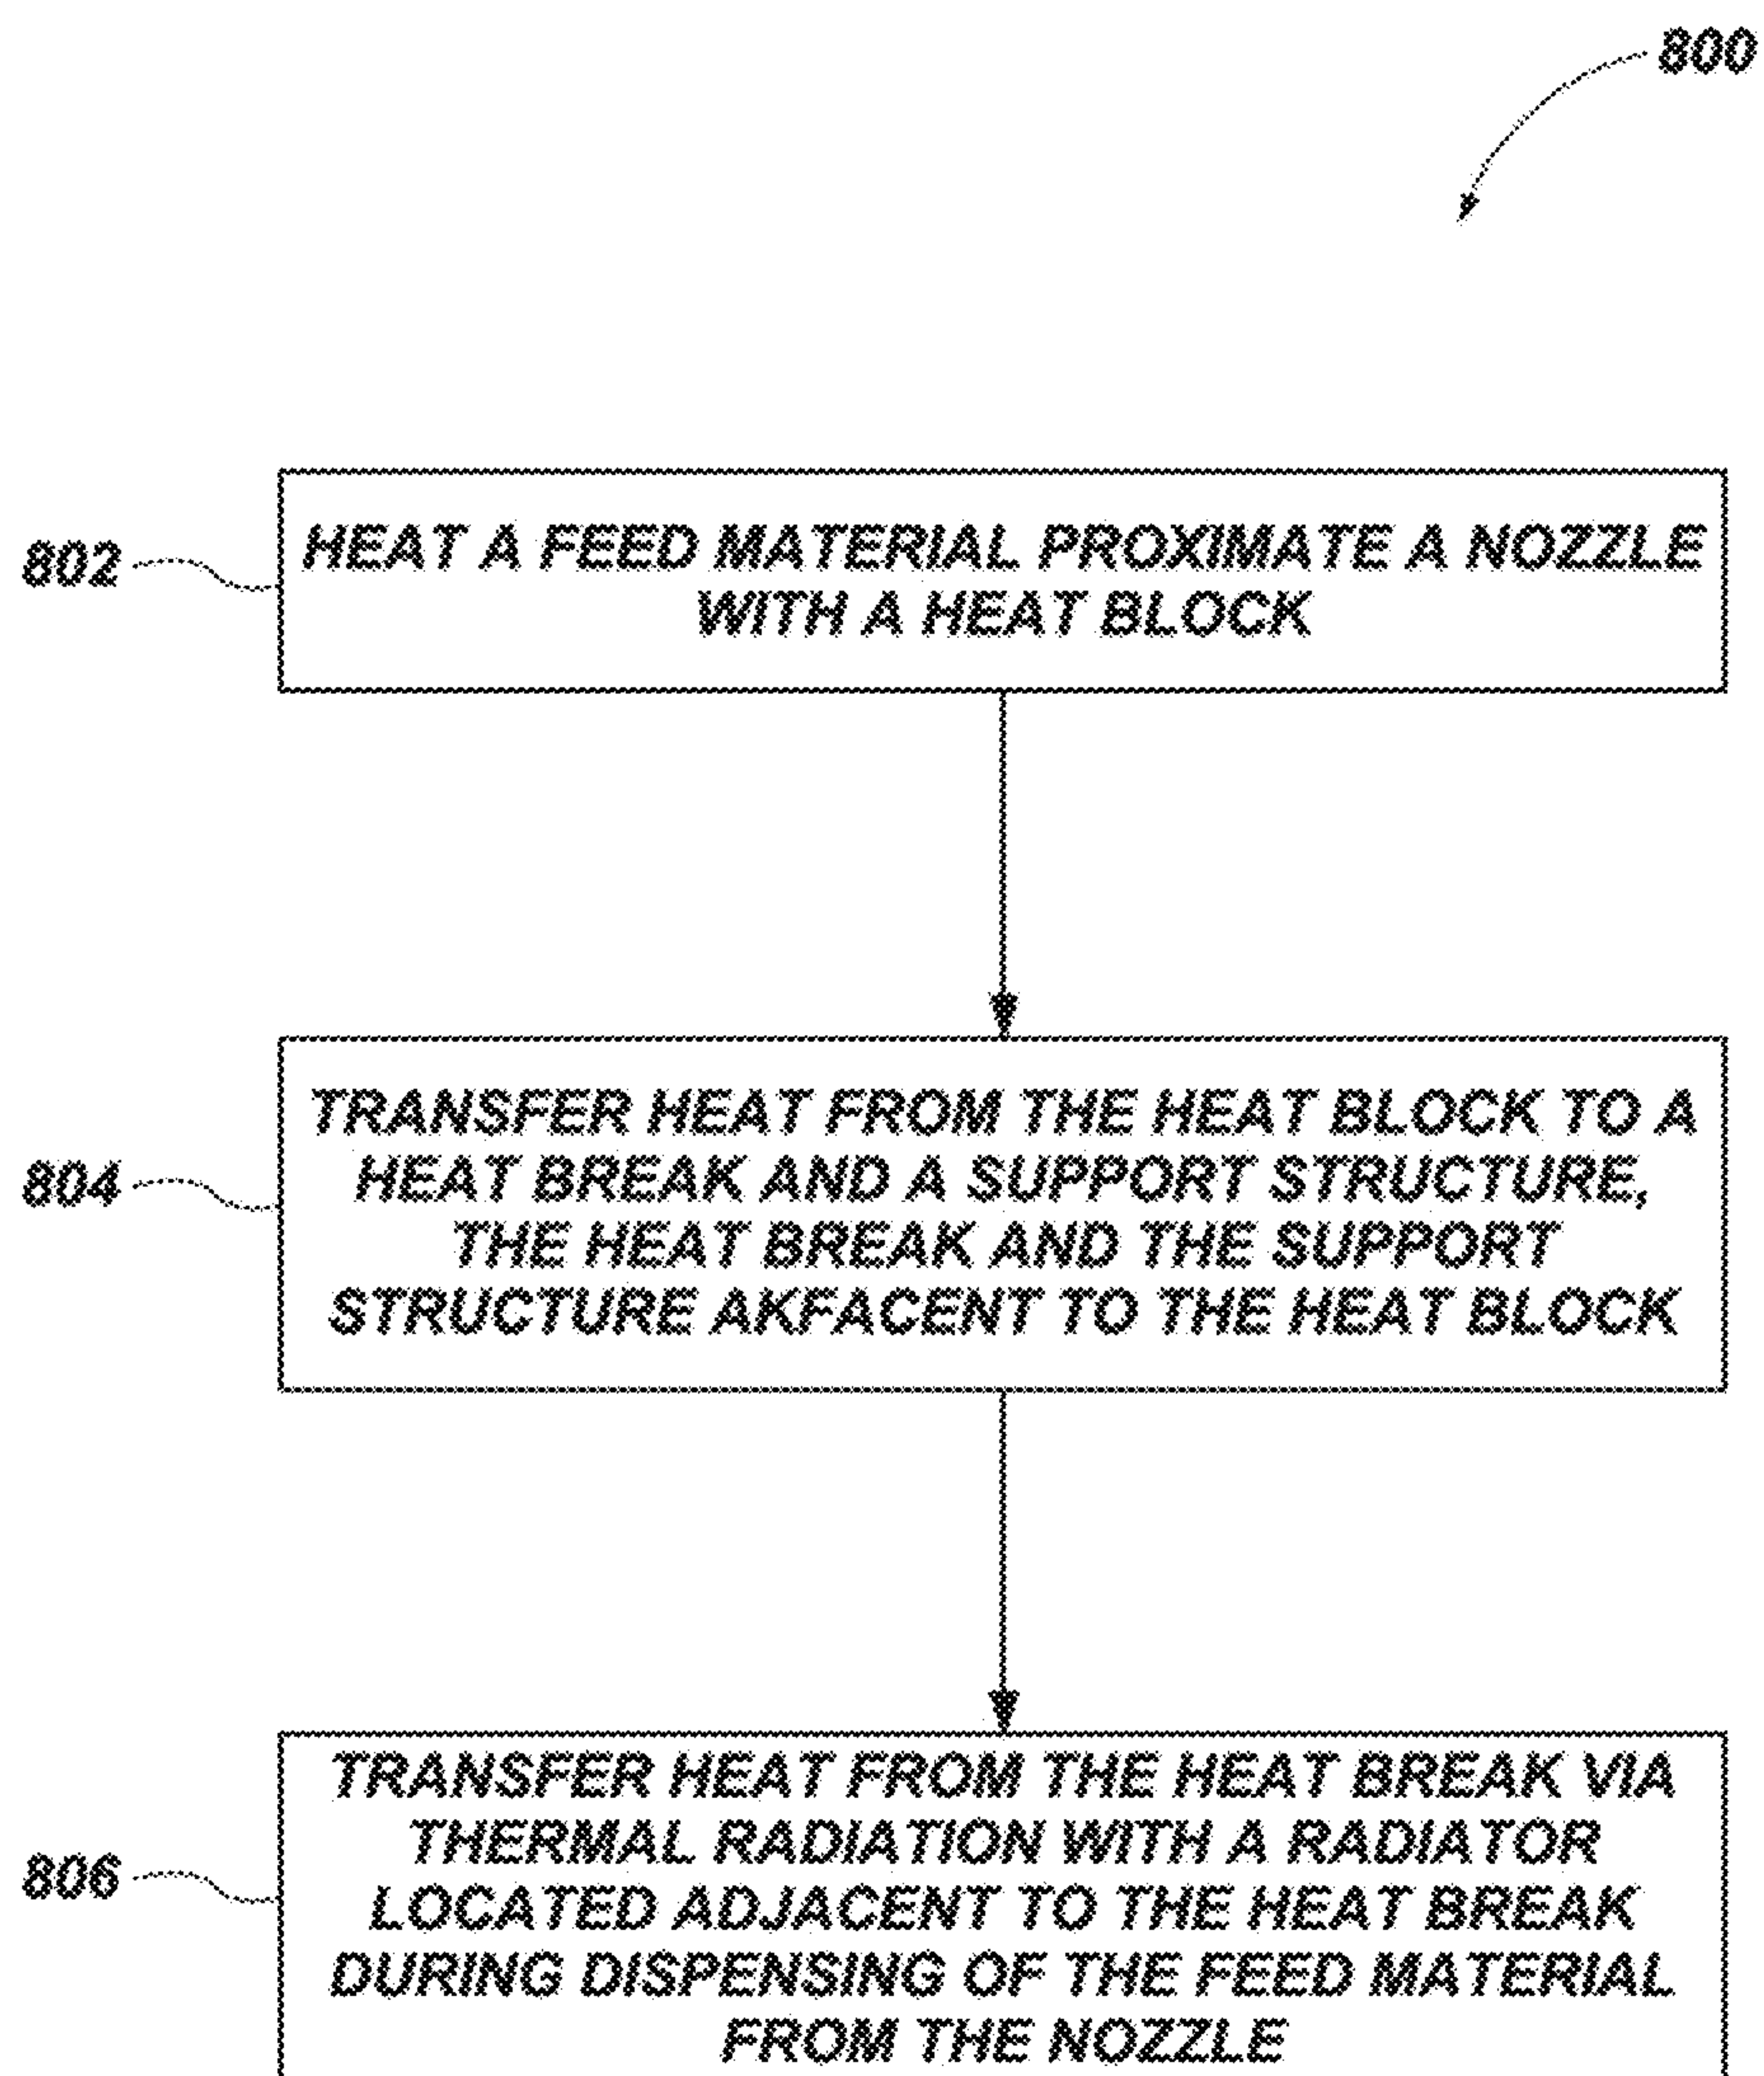 800
802
HEAT A FEED MATERIAL PROXIMATE A NOZZLE
WITH A HEAT BLOCK
804
TRANSFER HEAT FROM THE HEAT BLOCK TO A
HEAT BREAK AND A SUPPORT STRUCTURE,
THE HEAT BREAK AND THE SUPPORT
STRUCTURE AKFACENT TO THE HEAT BLOCK
806
TRANSFER HEAT FROM THE HEAT BREAK VIA
THERMAL RADIATION WITH A RADIATOR
LOCATED ADJACENT TO THE HEAT BREAK
DURING DISPENSING OF THE FEED MATERIAL
FROM THE NOZZLE